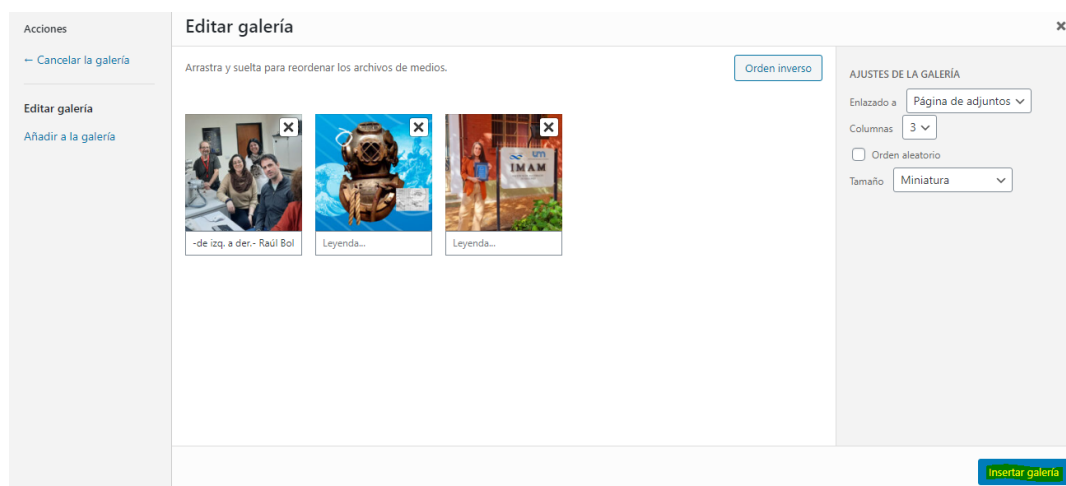 Acciones
← Cancelar la galería
Editar galería
Añadir a la galería
Editar galería
Arrastra y suelta para reordenar los archivos de medios.
Orden inverso
-de izq. a der.- Raúl Bol
Leyenda...
um
IMAM
Leyenda...
AJUSTES DE LA GALERÍA
Enlazado a Página de adjuntos
Columnas 3
Orden aleatorio
Tamaño Miniatura
Insertar galería